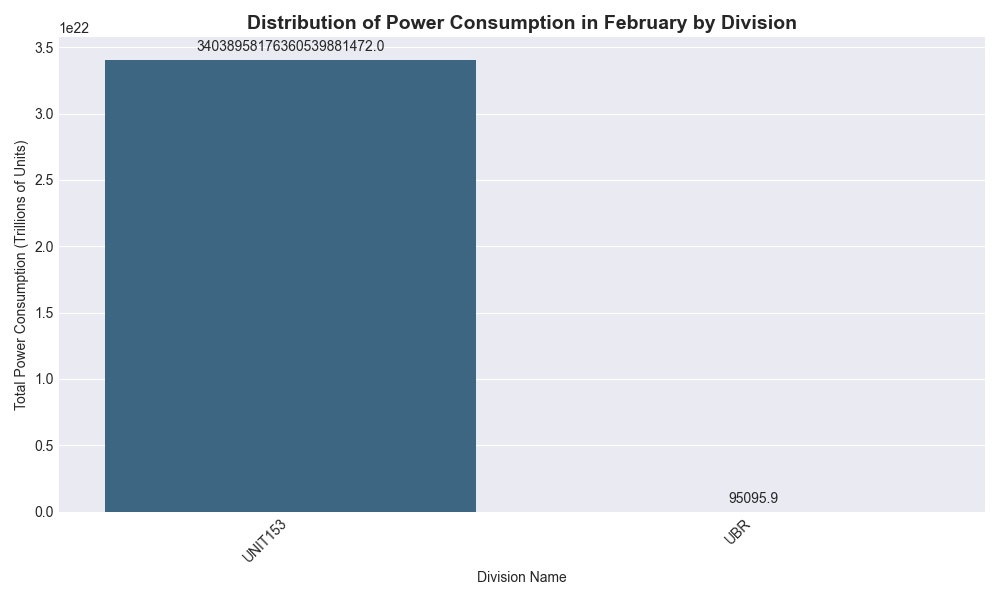 Distribution of Power Consumption in February by Division
1e22
34038958176360539881472.0
3.5
3.0
2.5
2.0
1.5
1.0
0.5
0.0
Total Power Consumption (Trillions of Units)
95095.9
UNIT153
UBR
Division Name